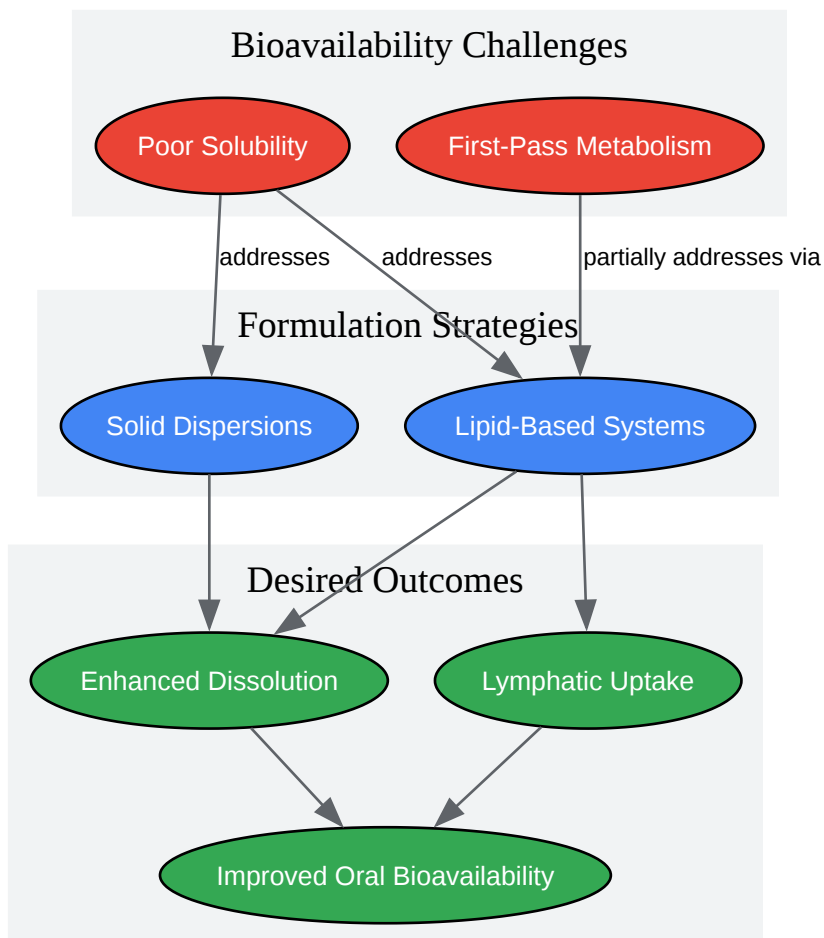 Bioavailability Challenges
Poor Solubility
First-Pass Metabolism
addresses
addresses
partially addresses via
Formulation Strategies
Solid Dispersions
Lipid-Based Systems
Desired Outcomes
Enhanced Dissolution
Lymphatic Uptake
Improved Oral Bioavailability